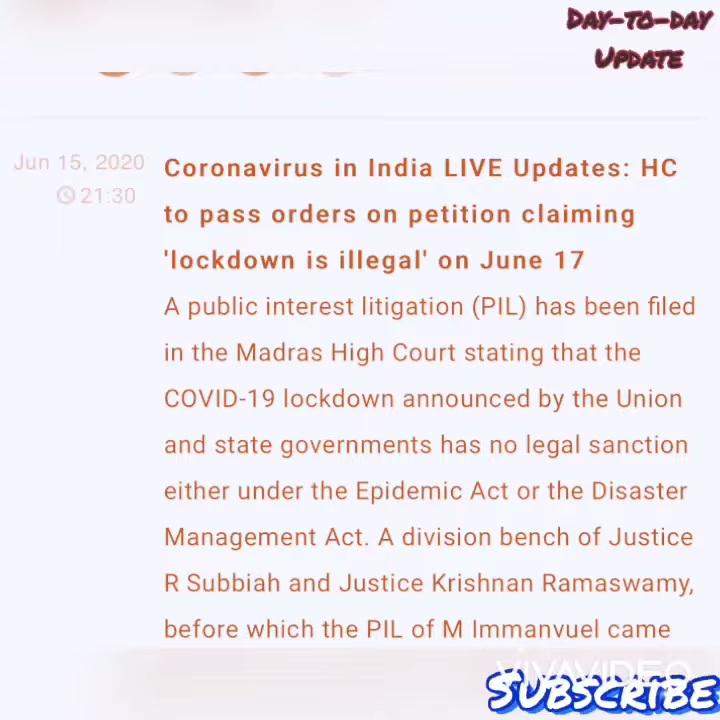 DAY-TO-DAY
UPDATE
Jun 15, 2020
21:30
Coronavirus in India LIVE Updates: HC
to pass orders on petition claiming
'lockdown is illegal' on June 17
A public interest litigation (PIL) has been filed
in the Madras High Court stating that the
COVID-19 lockdown announced by the Union
and state governments has no legal sanction
either under the Epidemic Act or the Disaster
Management Act. A division bench of Justice
R Subbiah and Justice Krishnan Ramaswamy,
before which the PIL of M Immanvuel came
VIVAVIDEO
SUBSCRIBE